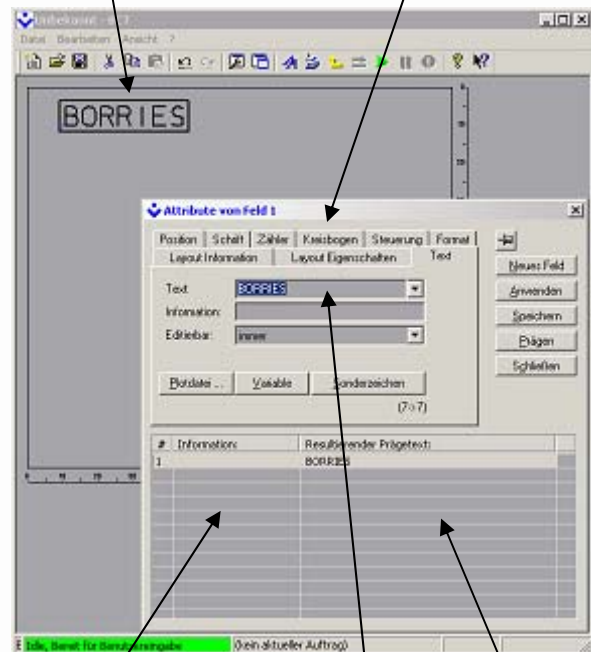 Datei Bearbeiten Ansicht ?
BORRIES
Attribute von Feld 1
Position Schrift Zähler Kreisbogen Steuerung Format
Layout Information Layout Eigenschaften Text
Text BORRIES
Information:
Editierbar: immer
Plotdatei ... Variable Sonderzeichen
(7->7)
Neues Feld
Anwenden
Speichern
Prägen
Schließen
# Information: Resultierender Prägetext:
1 BORRIES
Idle, Bereit für Benutzereingabe (kein aktueller Auftrag)